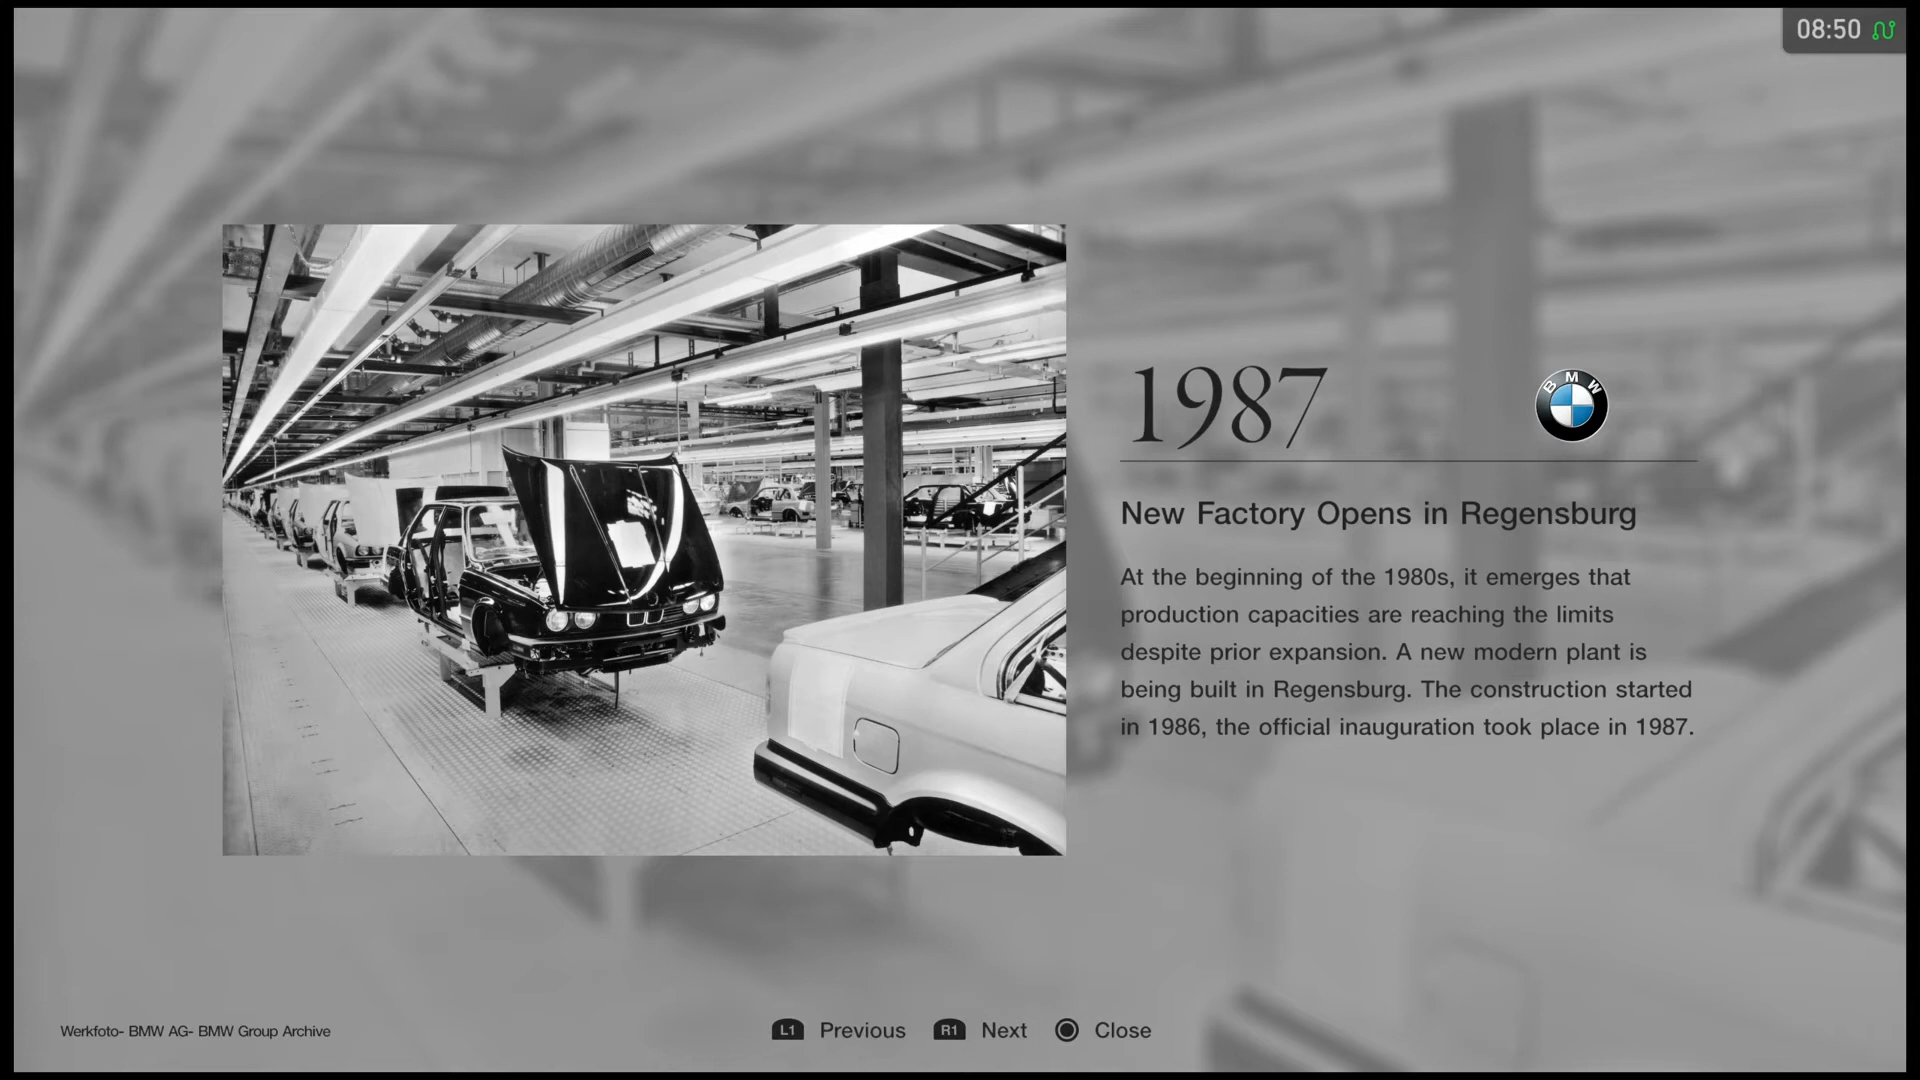 08:50
1987
BMW
New Factory Opens in Regensburg
At the beginning of the 1980s, it emerges that
production capacities are reaching the limits
despite prior expansion. A new modern plant is
being built in Regensburg. The construction started
in 1986, the official inauguration took place in 1987.
Werkfoto- BMW AG- BMW Group Archive
L1 Previous R1 Next Close